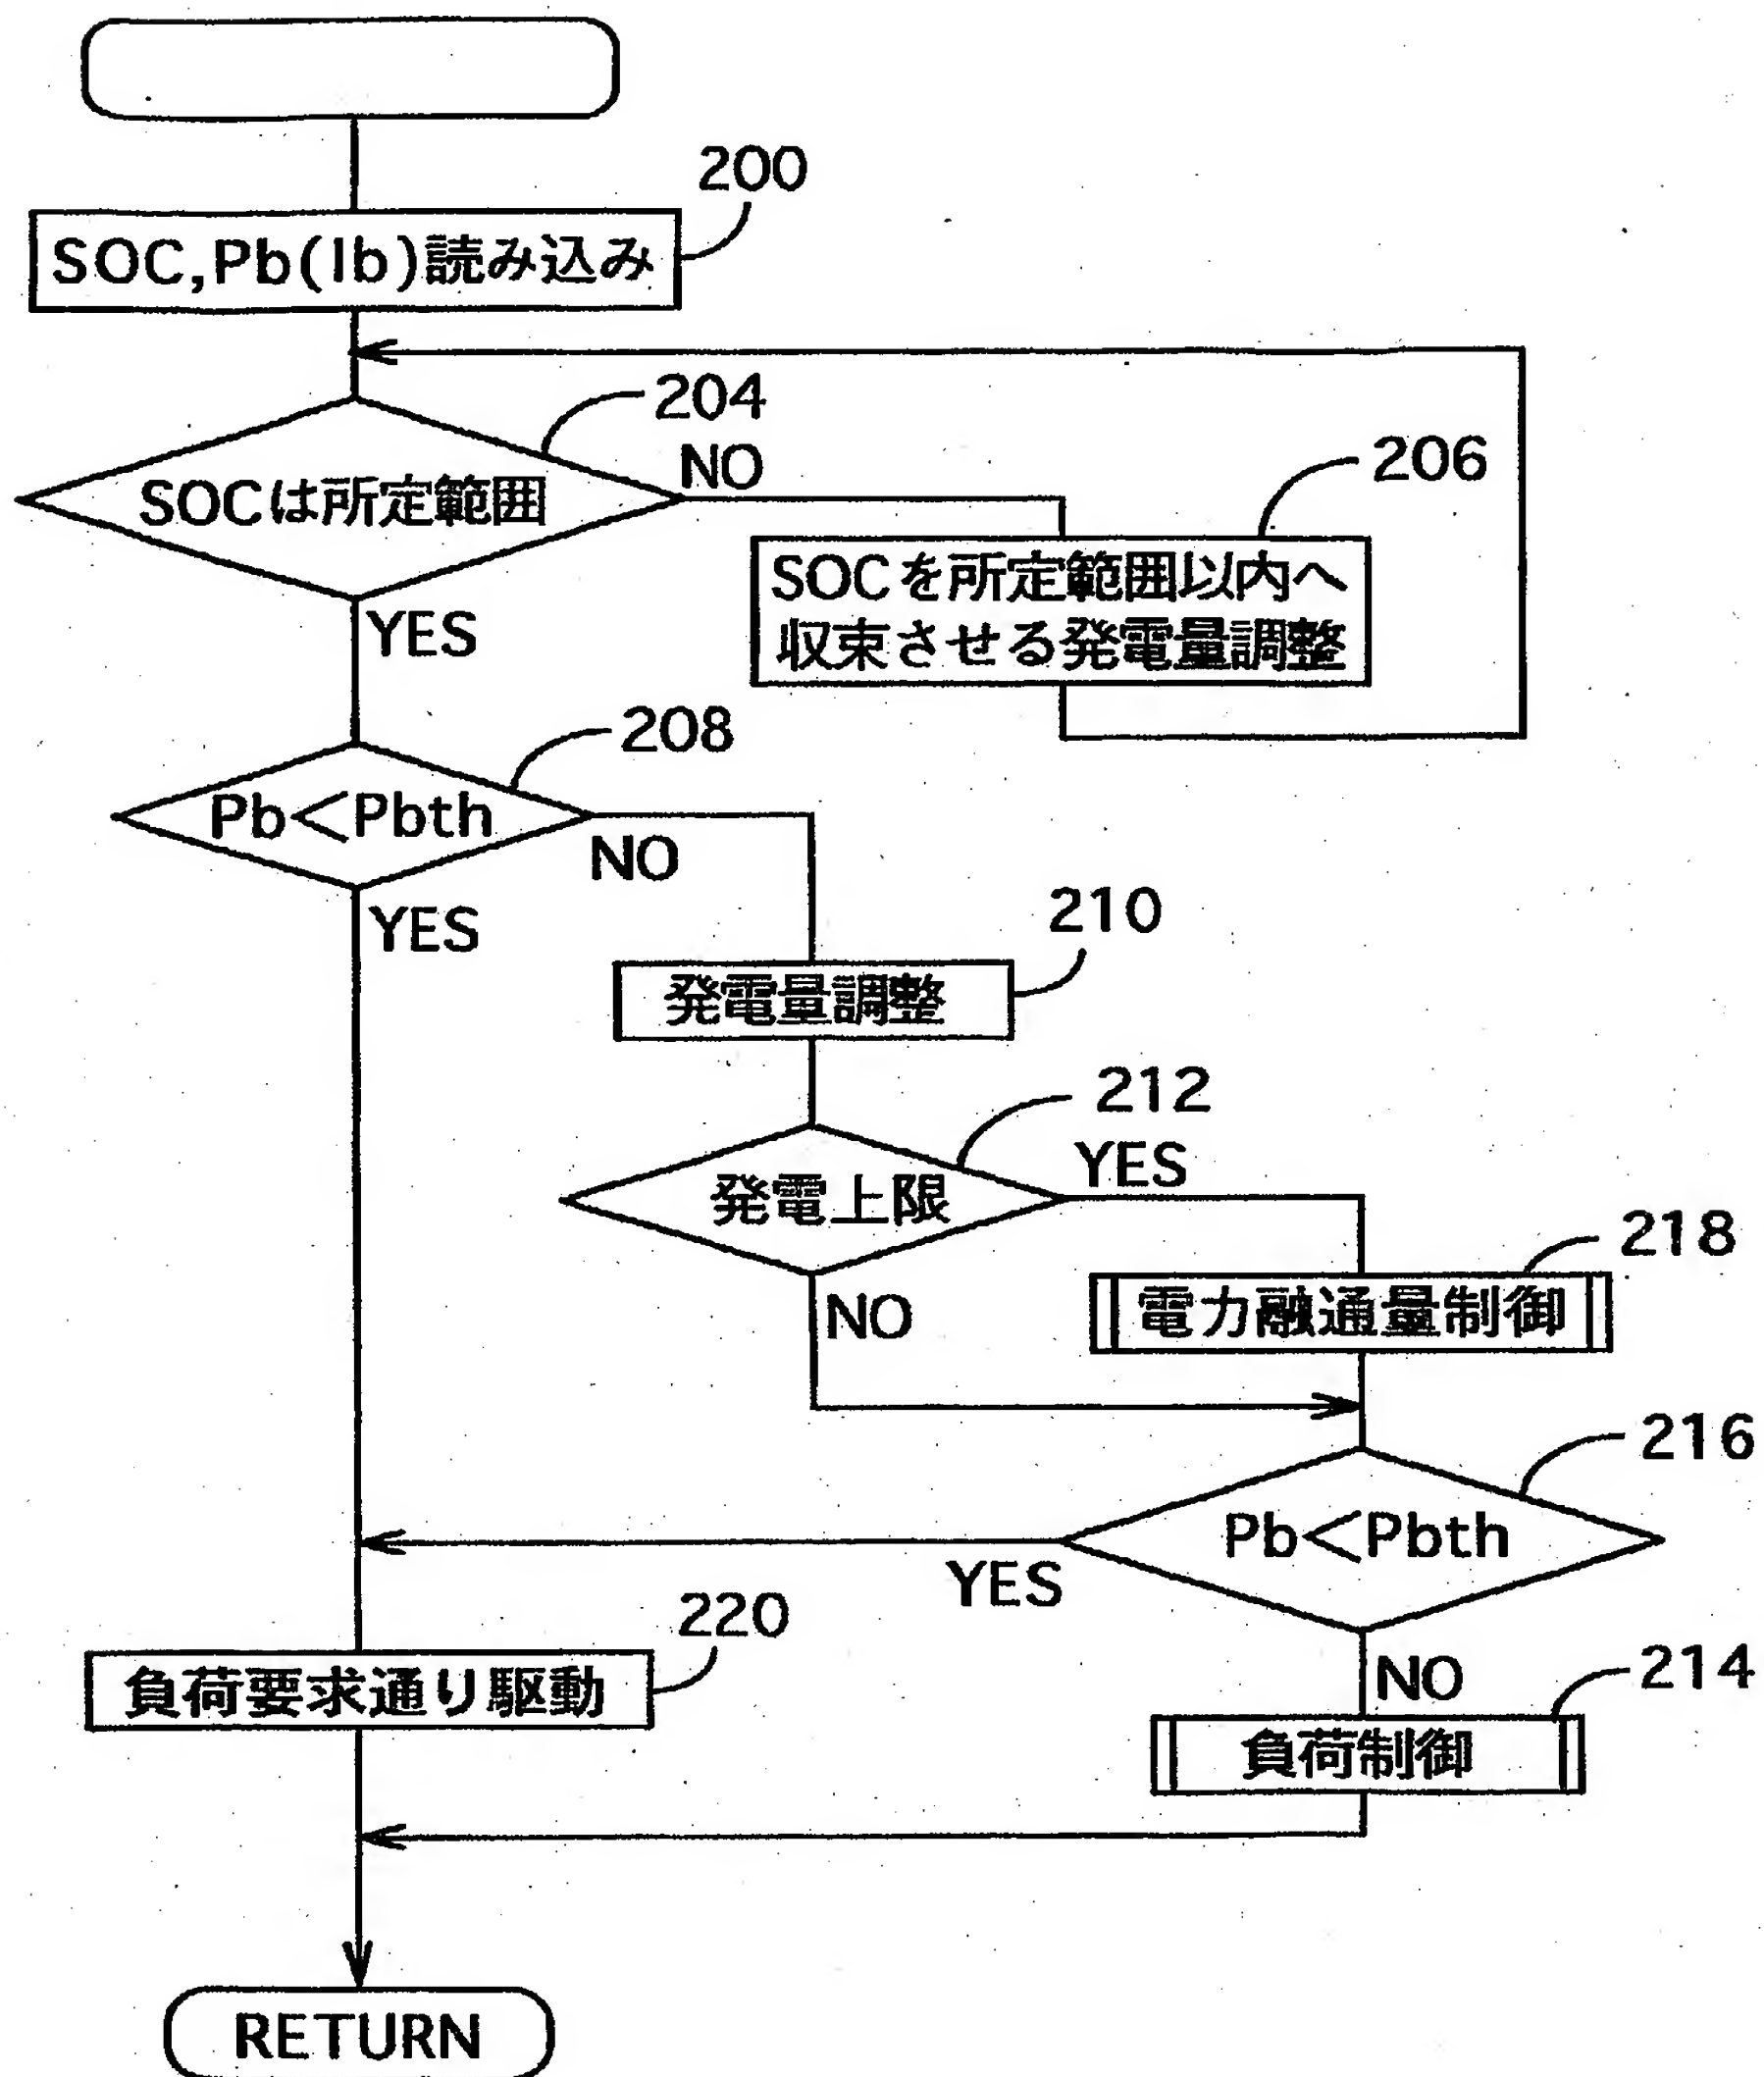 200
SOC,Pb(Ib)読み込み
204
NO
SOCは所定範囲
YES
206
SOCを所定範囲以内へ
収束させる発電量調整
208
Pb<Pbth
NO
YES
210
発電量調整
212
YES
発電上限
NO
218
電力融通量制御
216
Pb<Pbth
YES
NO
220
負荷要求通り駆動
214
負荷制御
RETURN